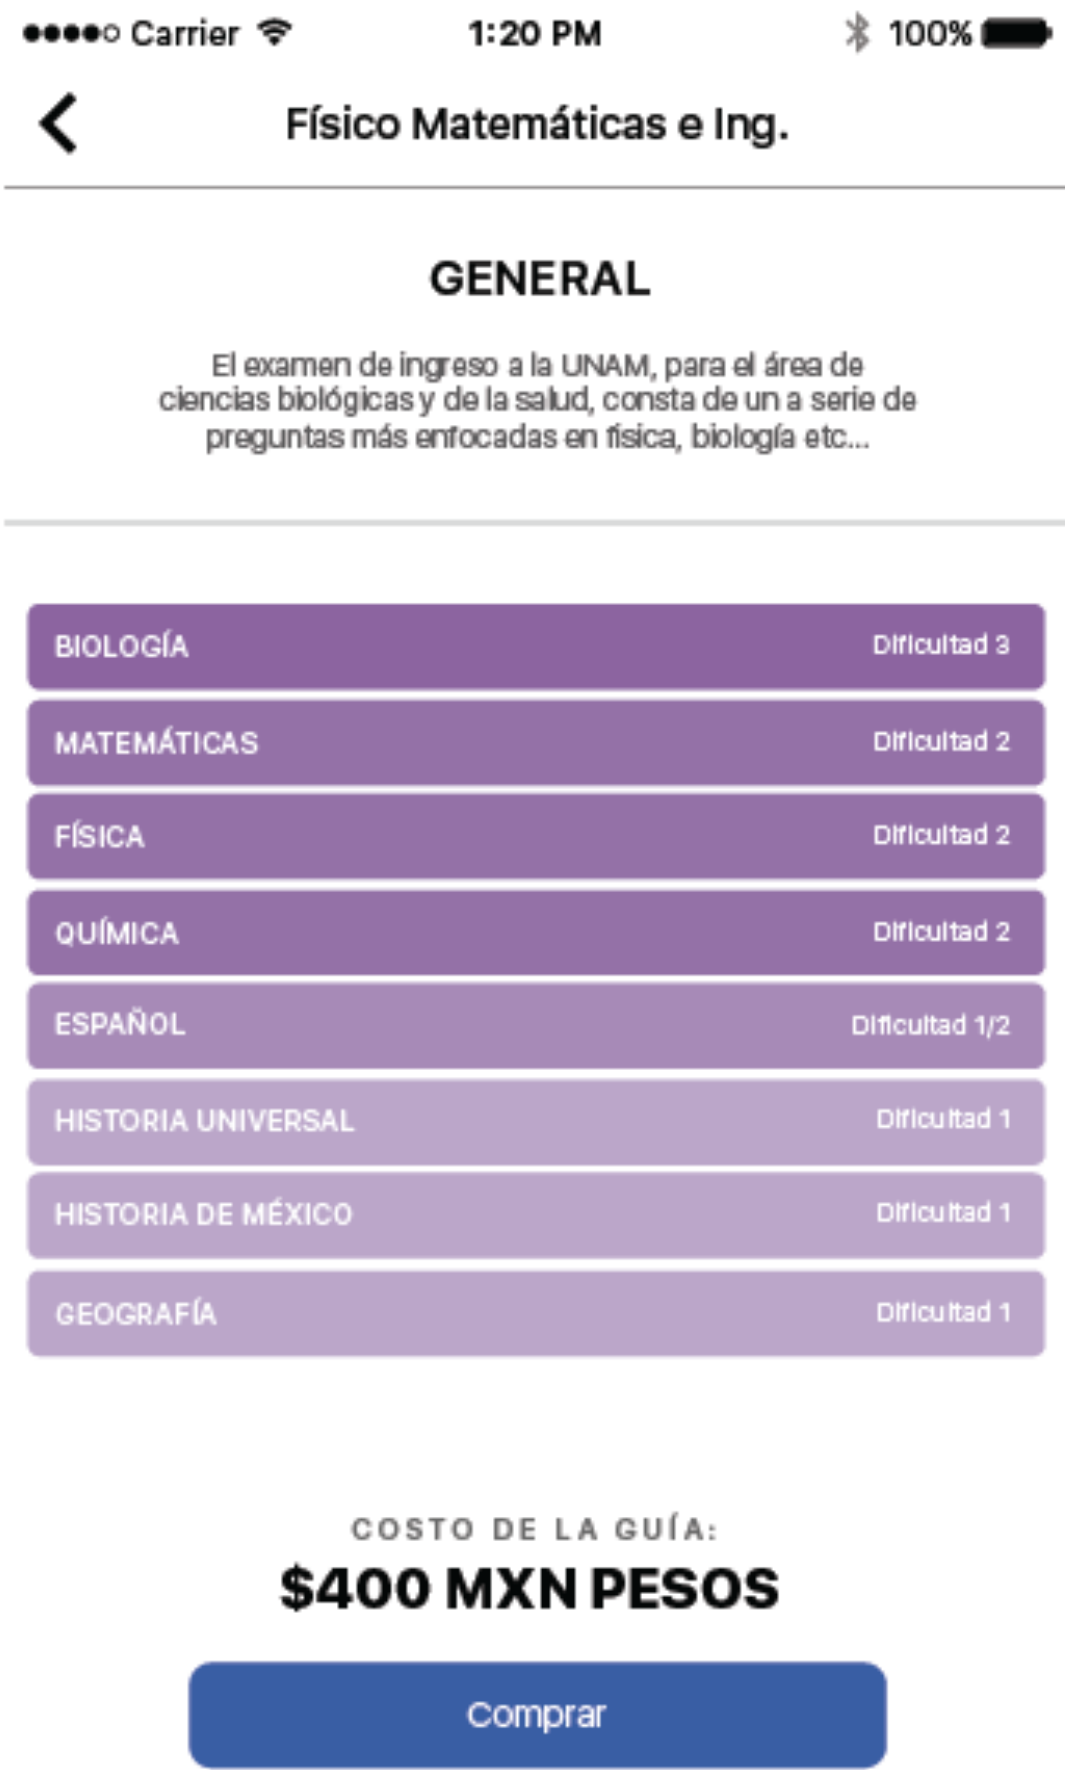 Carrier 1:20 PM 100%
Físico Matemáticas e Ing.
GENERAL
El examen de ingreso a la UNAM, para el área de
ciencias biológicas y de la salud, consta de un a serie de
preguntas más enfocadas en física, biología etc...
BIOLOGÍA Dificultad 3
MATEMÁTICAS Dificultad 2
FÍSICA Dificultad 2
QUÍMICA Dificultad 2
ESPAÑOL Dificultad 1/2
HISTORIA UNIVERSAL Dificultad 1
HISTORIA DE MÉXICO Dificultad 1
GEOGRAFÍA Dificultad 1
COSTO DE LA GUÍA:
$400 MXN PESOS
Comprar